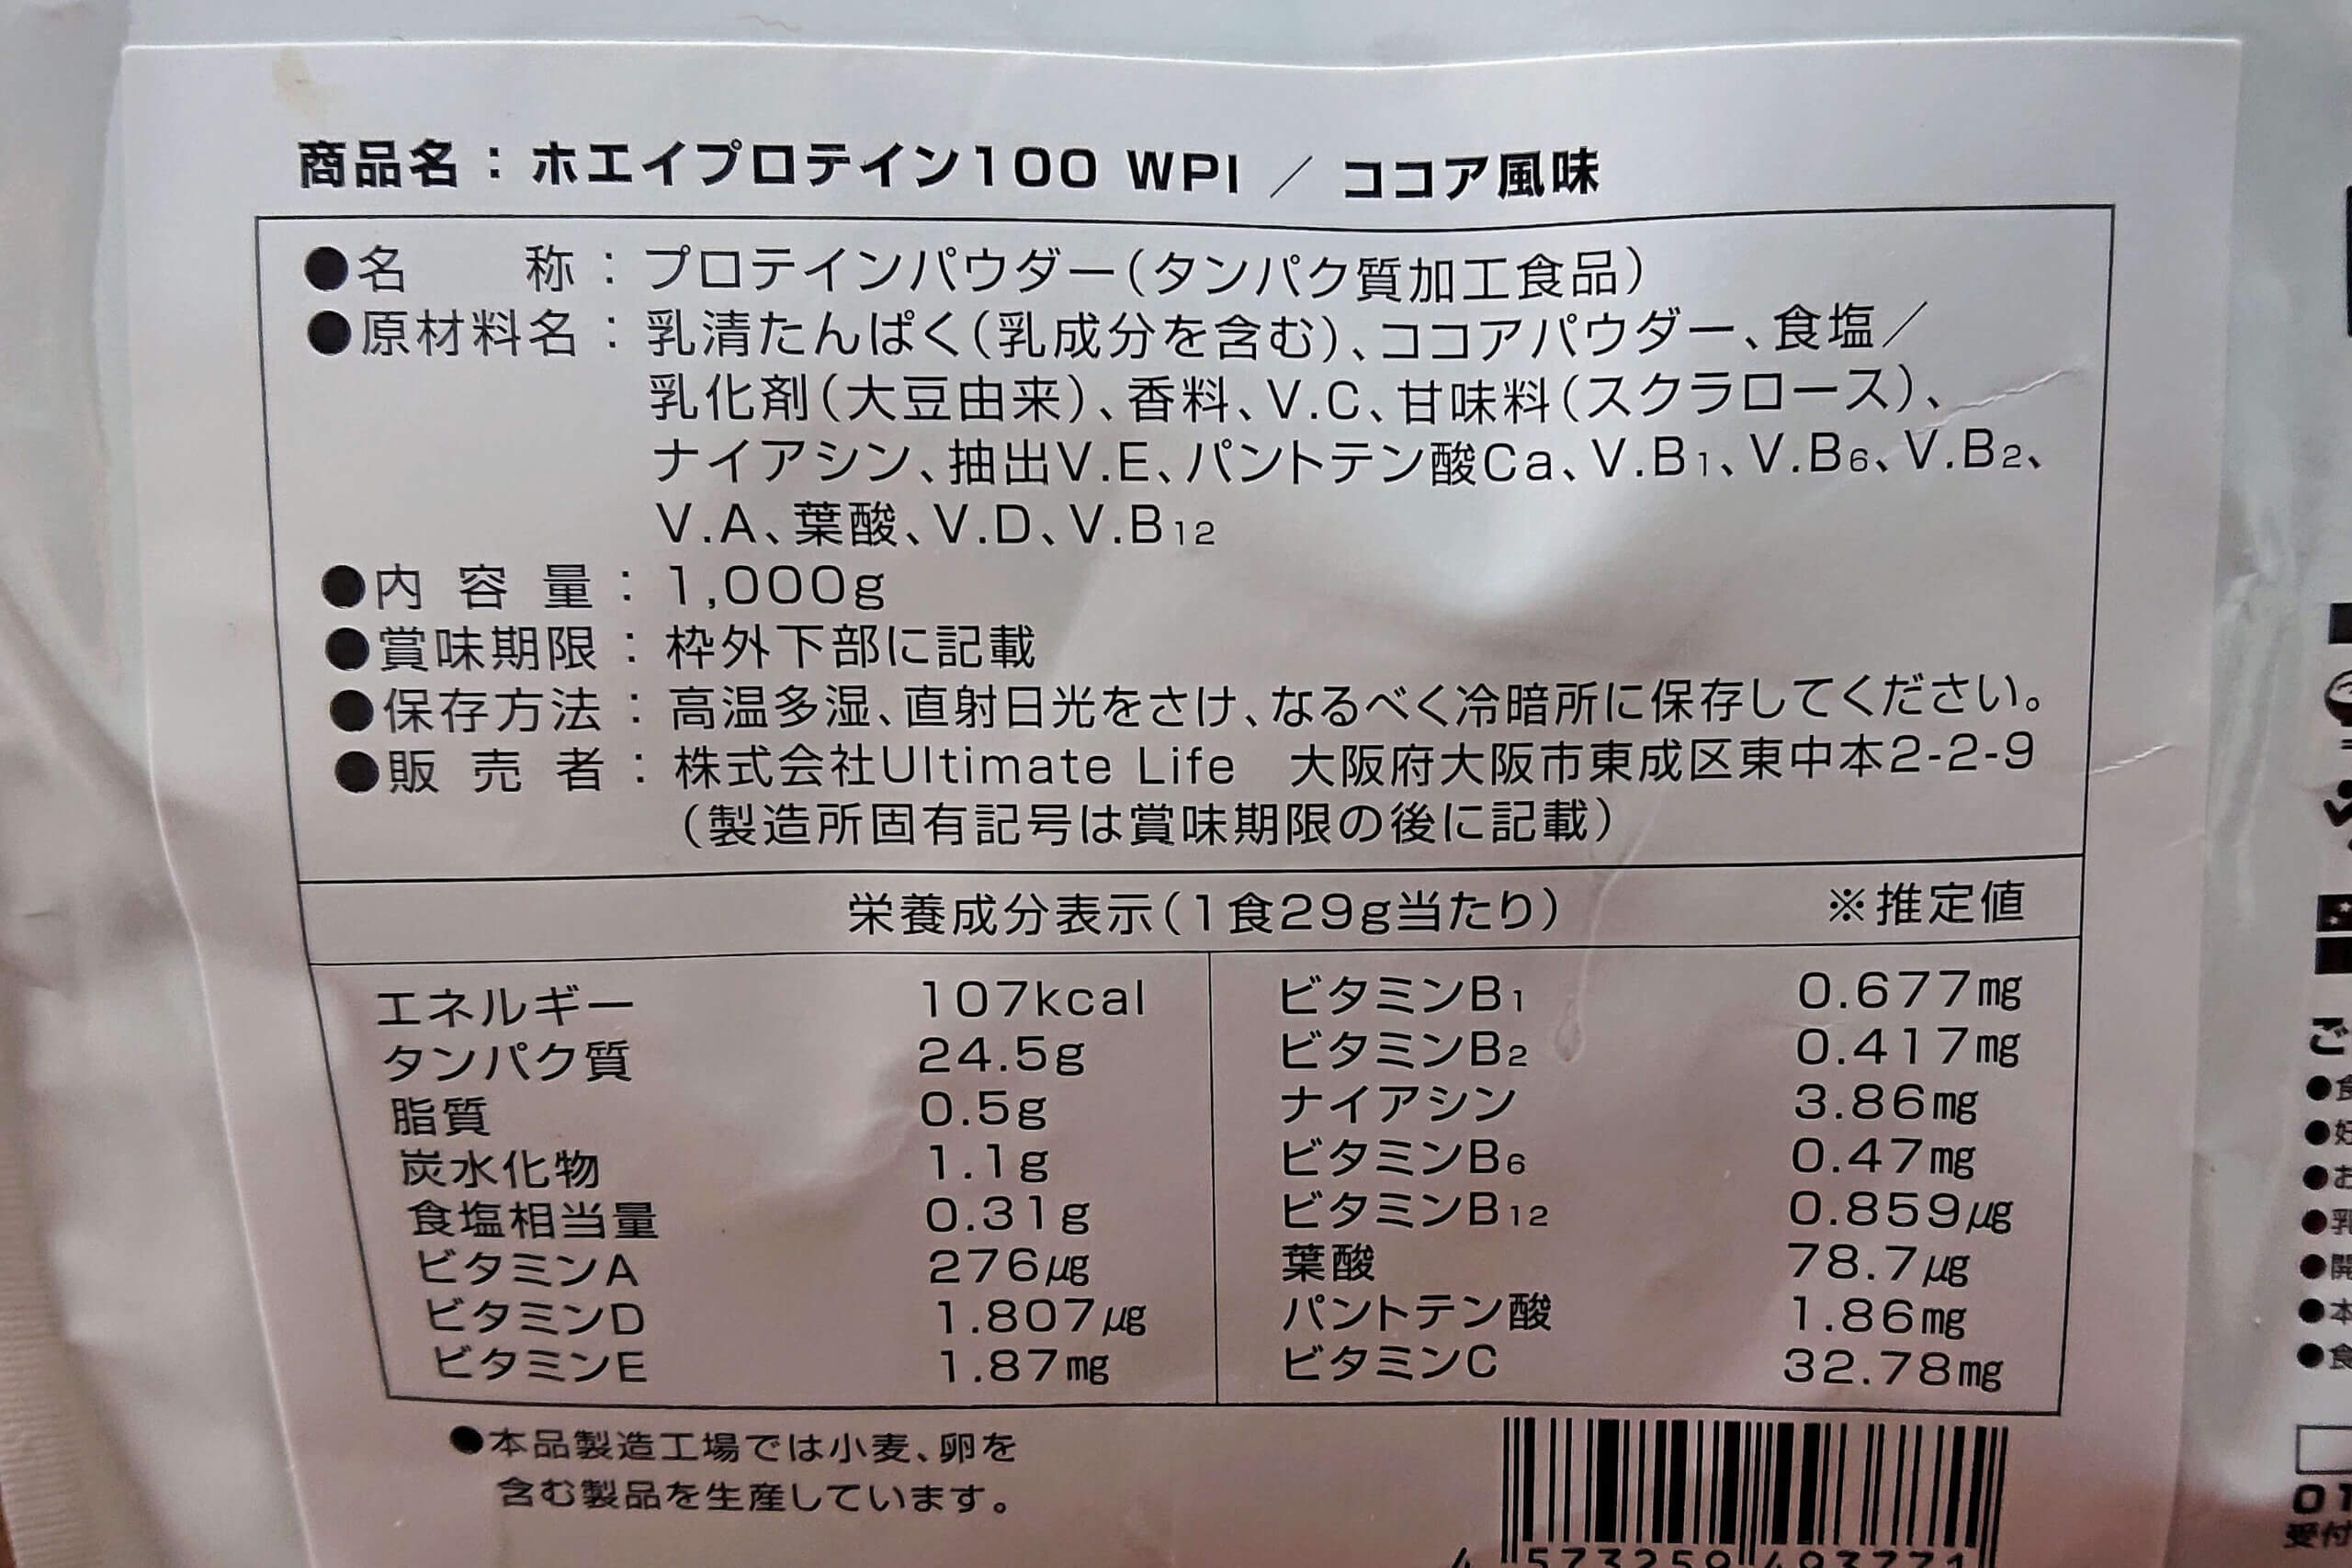 商品名：ホエイプロテイン100 WPI ／ ココア風味
●名　　称：プロテインパウダー(タンパク質加工食品)
●原材料名：乳清たんぱく(乳成分を含む)、ココアパウダー、食塩／
乳化剤(大豆由来)、香料、V.C、甘味料(スクラロース)、
ナイアシン、抽出V.E、パントテン酸Ca、V.B1、V.B6、V.B2、
V.A、葉酸、V.D、V.B12
●内 容 量：1,000g
●賞味期限：枠外下部に記載
●保存方法：高温多湿、直射日光をさけ、なるべく冷暗所に保存してください。
●販 売 者：株式会社Ultimate Life　大阪府大阪市東成区東中本2-2-9
(製造所固有記号は賞味期限の後に記載)
栄養成分表示(1食29g当たり)　※推定値
エネルギー 107kcal
タンパク質 24.5g
脂質 0.5g
炭水化物 1.1g
食塩相当量 0.31g
ビタミンA 276μg
ビタミンD 1.807μg
ビタミンE 1.87mg
ビタミンB1 0.677mg
ビタミンB2 0.417mg
ナイアシン 3.86mg
ビタミンB6 0.47mg
ビタミンB12 0.859μg
葉酸 78.7μg
パントテン酸 1.86mg
ビタミンC 32.78mg
●本品製造工場では小麦、卵を
含む製品を生産しています。
4 573259 493771
ご
●食
●お
●乳
●開
●本
●食
01
受付